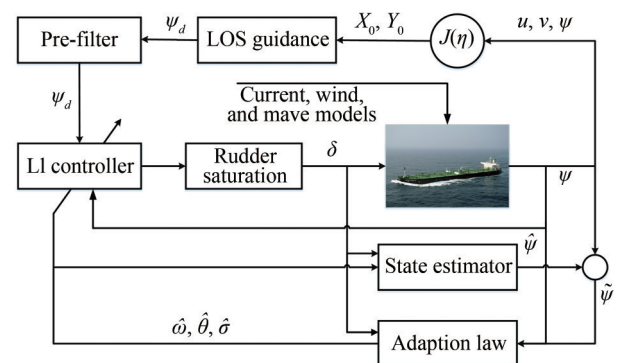 ψd
X0, Y0
u, v, ψ
Pre-filter
LOS guidance
J(η)
Current, wind,
and mave models
ψd
δ
Ll controller
Rudder
saturation
ψ
ψ̂
State estimator
ψ̃
ω̂, θ̂, σ̂
Adaption law